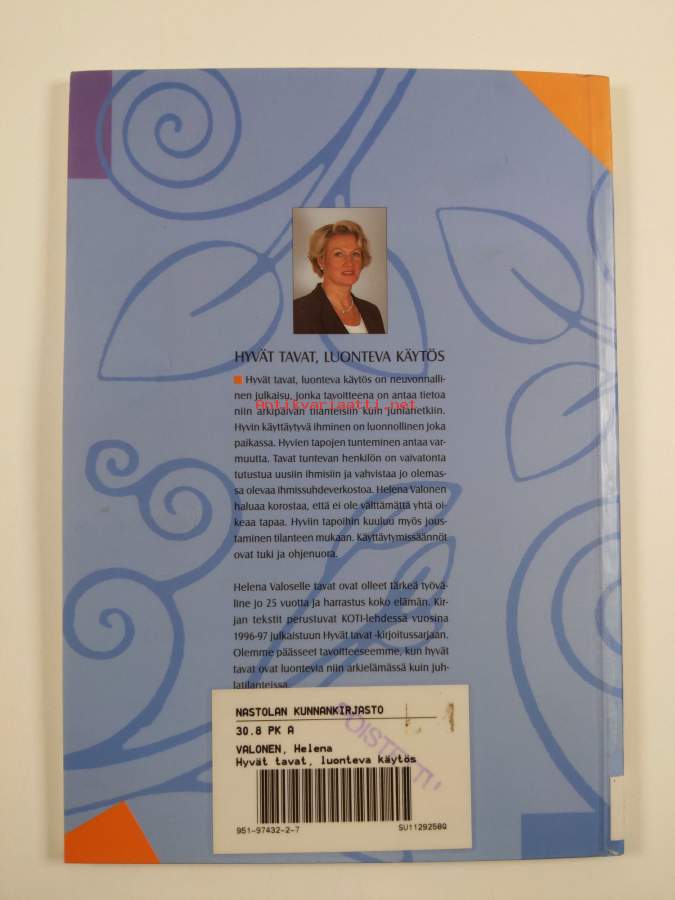 HYVÄT TAVAT, LUONTEVA KÄYTÖS
Hyvät tavat, luonteva käytös on neuvonnalli-
nen julkaisu, jonka tavoitteena on antaa tietoa
Antikvariaatti.net
niin arkipäivän tilanteisiin kuin juhlahetkiin.
Hyvin käyttäytyvä ihminen on luonnollinen joka
paikassa. Hyvien tapojen tunteminen antaa var-
muutta. Tavat tuntevan henkilön on vaivatonta
tutustua uusiin ihmisiin ja vahvistaa jo olemas-
sa olevaa ihmissuhdeverkostoa. Helena Valonen
haluaa korostaa, että ei ole välttämättä yhtä oi-
keaa tapaa. Hyviin tapoihin kuuluu myös jous-
taminen tilanteen mukaan. Käyttäytymissäännöt
ovat tuki ja ohjenuora.
Helena Valoselle tavat ovat olleet tärkeä työvä-
line jo 25 vuotta ja harrastus koko elämän. Kir-
jan tekstit perustuvat KOTI-lehdessä vuosina
1996-97 julkaistuun Hyvät tavat -kirjoitussarjaan.
Olemme päässeet tavoitteeseemme, kun hyvät
tavat ovat luontevia niin arkielämässä kuin juh-
latilanteissa.
NASTOLAN KUNNANKIRJASTO
30.8 PK A
POISTETTU
VALONEN, Helena
Hyvät tavat, luonteva käytös
951-97432-2-7
SU1129258Q